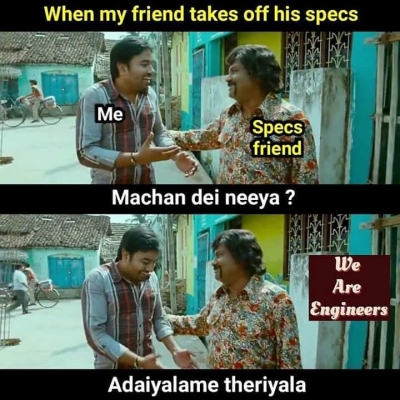 When my friend takes off his specs
Me
Specs
friend
Machan dei neeya ?
We
Are
Engineers
Adaiyalame theriyala